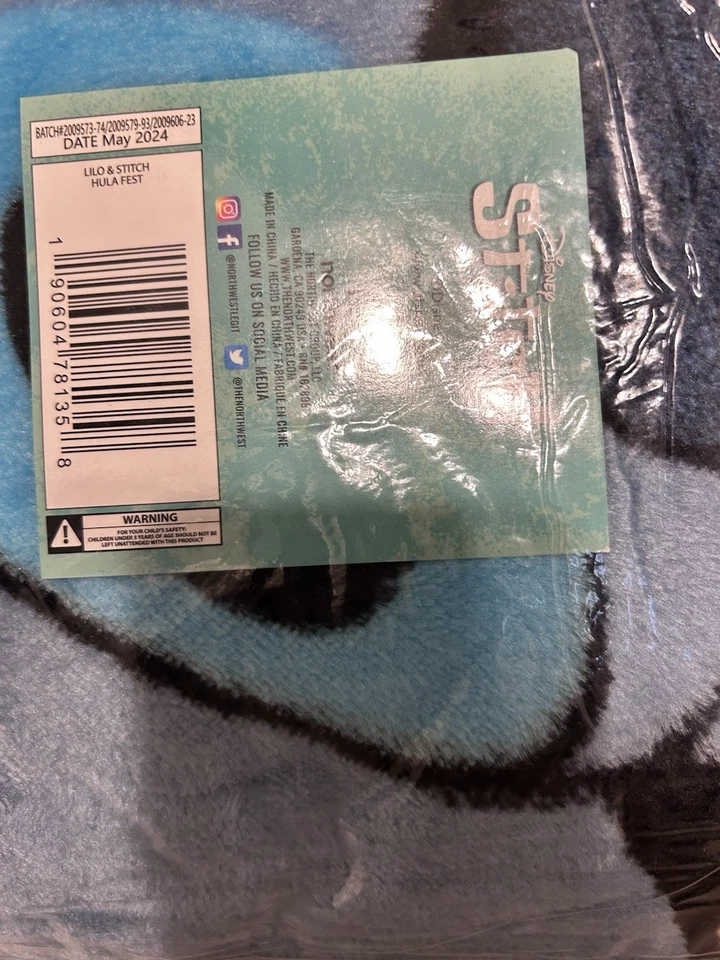 BATCH#2009573-74/2009579-93/2009606-23
DATE May 2024
LILO & STITCH
HULA FEST
1 90604 78135 8
WARNING
FOR YOUR CHILD'S SAFETY:
CHILDREN UNDER 3 YEARS OF AGE SHOULD NOT BE
LEFT UNATTENDED WITH THIS PRODUCT
Disney
THE NORTHWEST GROUP, LLC
GARDENA, CA 90248 USA
WWW.THENORTHWEST.COM
MADE IN CHINA / HECHO EN CHINA / FABRIQUÉ EN CHINE
FOLLOW US ON SOCIAL MEDIA
@NORTHWESTLEGIT
@THENORTHWEST